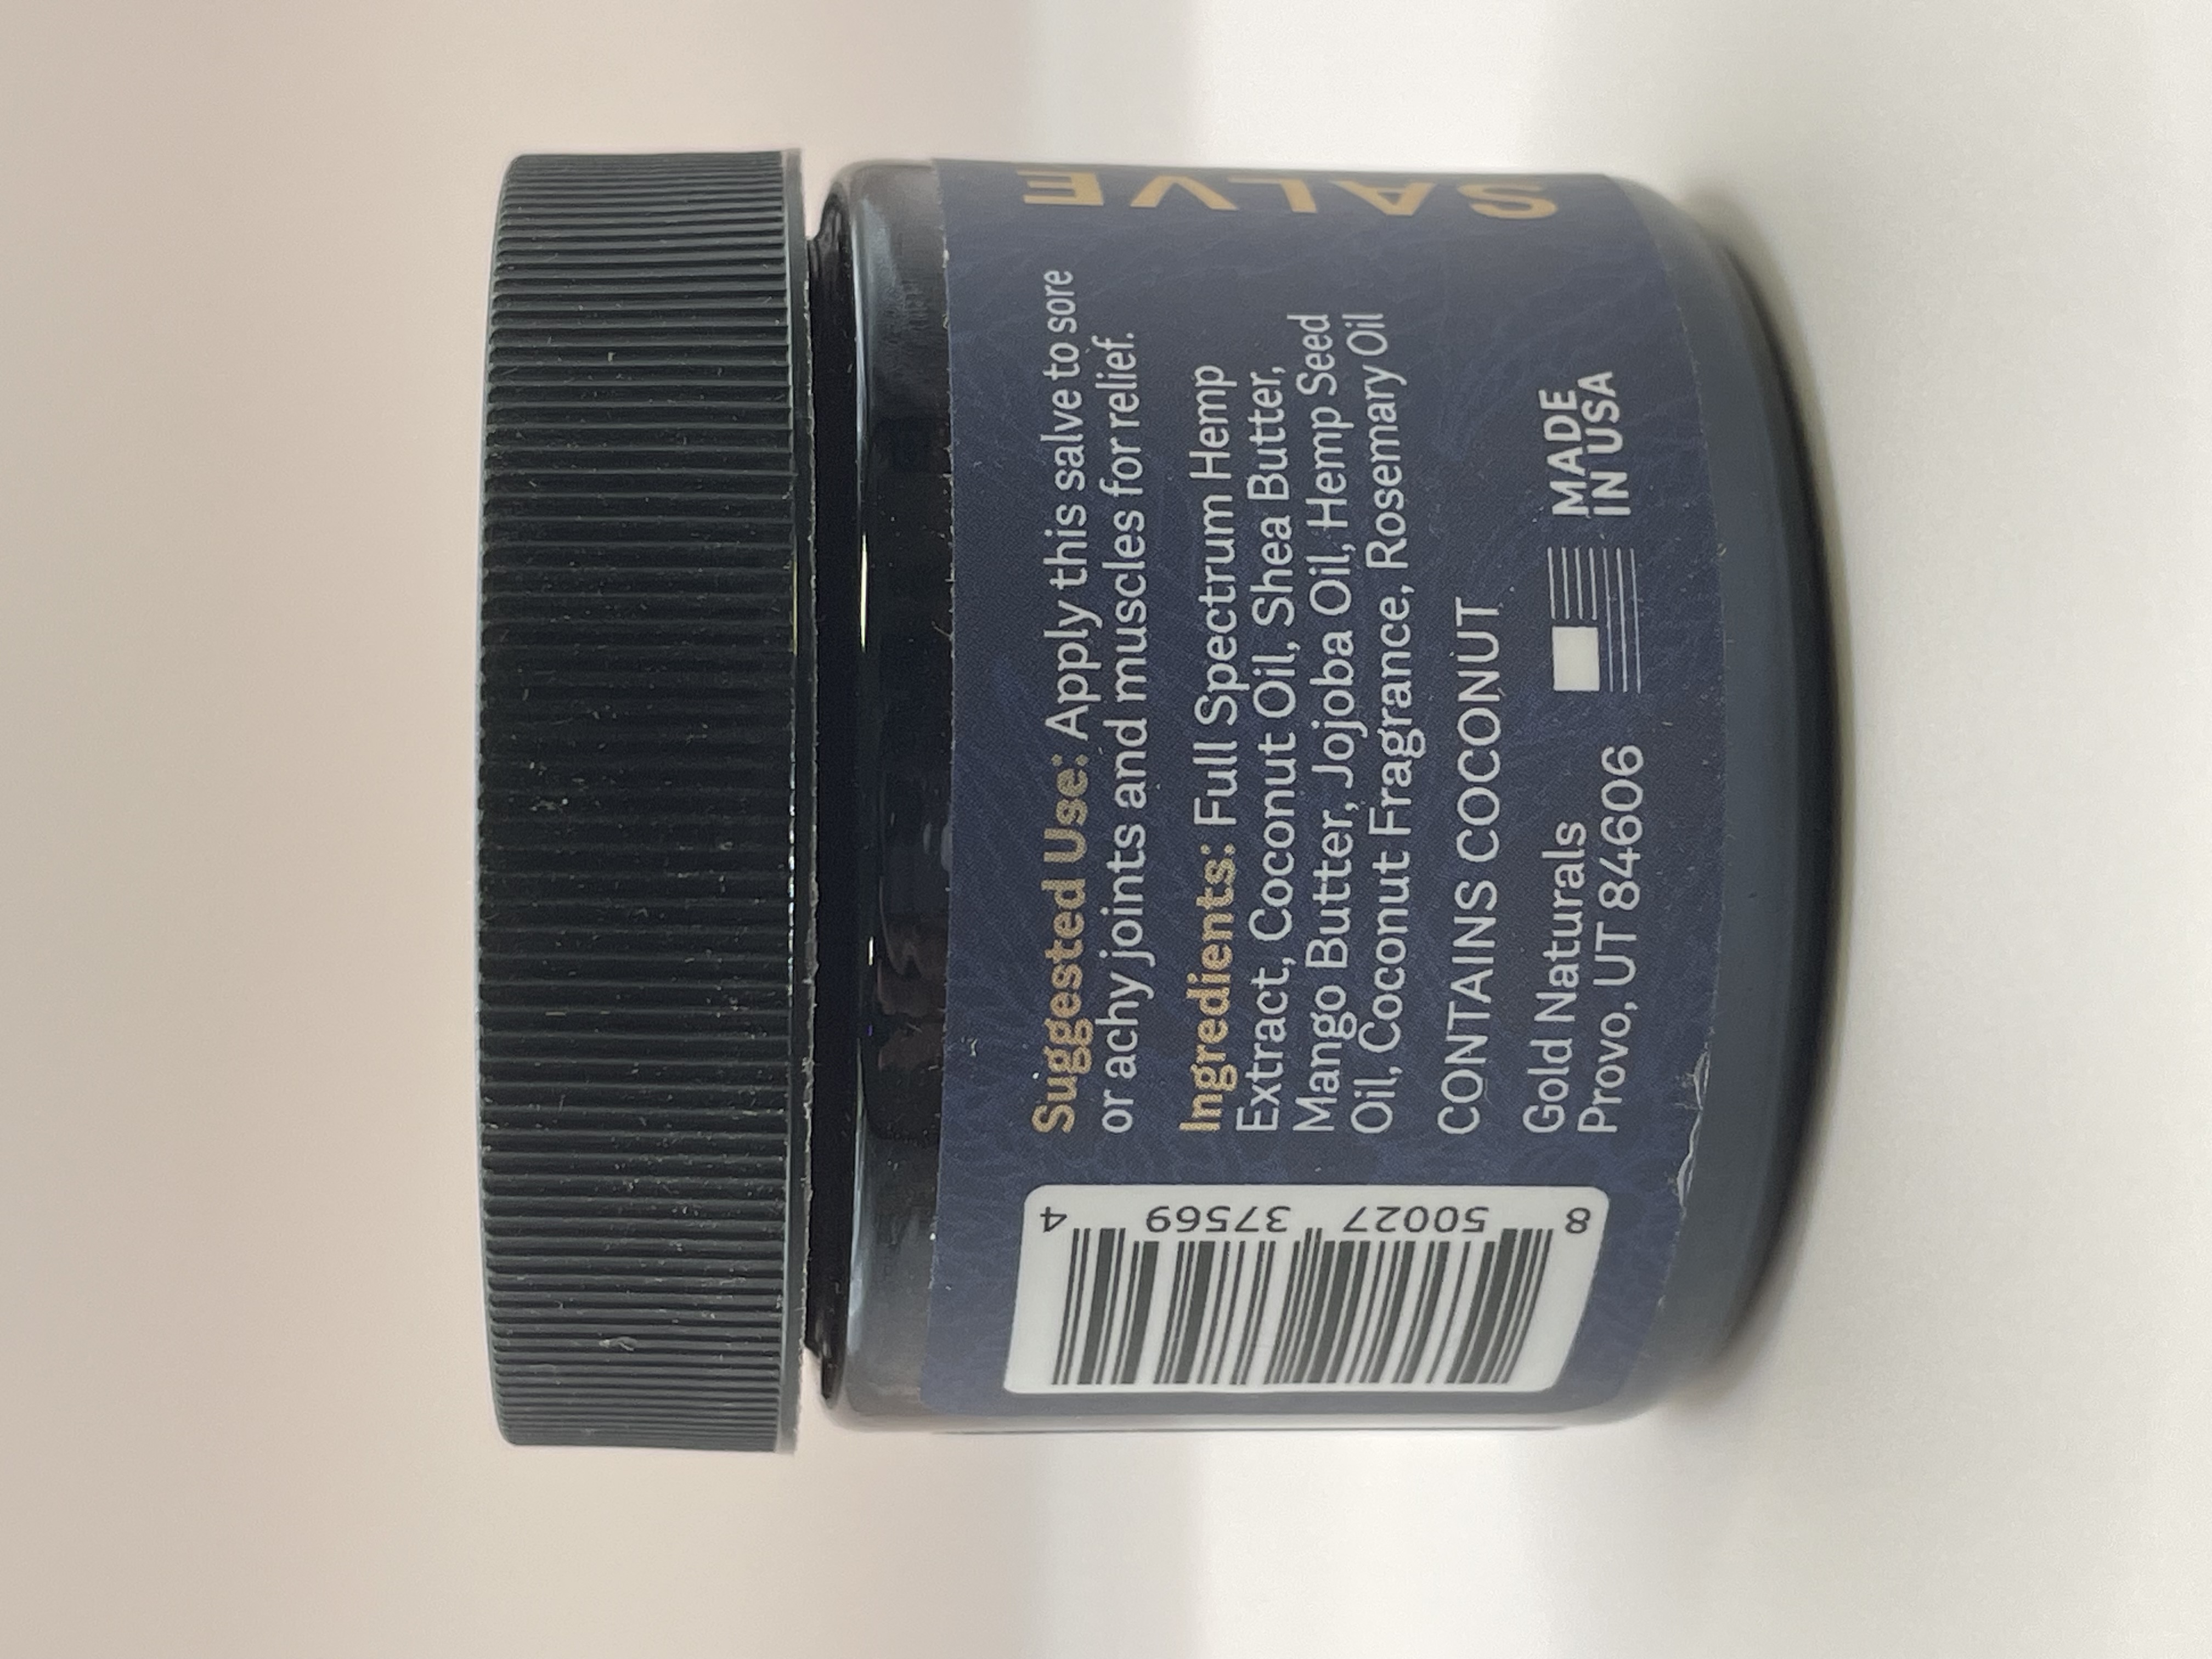 Suggested Use: Apply this salve to sore
or achy joints and muscles for relief.
Ingredients: Full Spectrum Hemp
Extract, Coconut Oil, Shea Butter,
Mango Butter, Jojoba Oil, Hemp Seed
Oil, Coconut Fragrance, Rosemary Oil
CONTAINS COCONUT
Gold Naturals
Provo, UT 84606
MADE
IN USA
8 50027 37569 4
SALVE